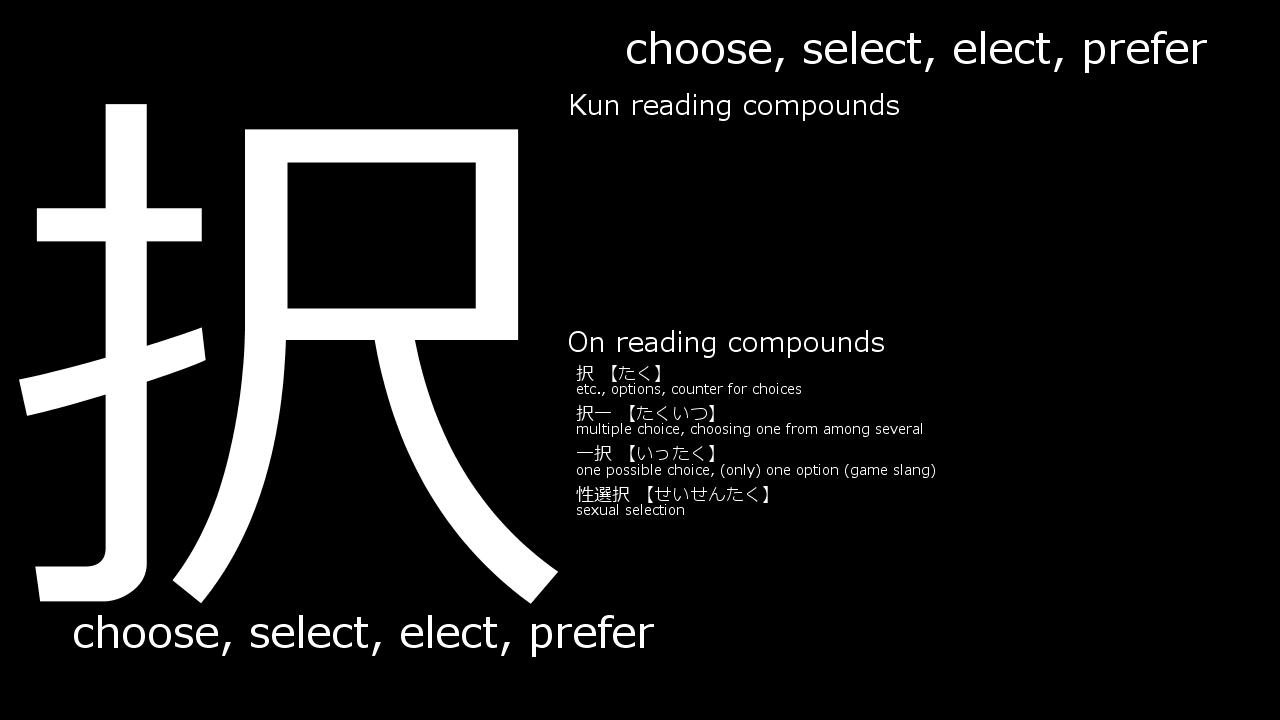 choose, select, elect, prefer
択
Kun reading compounds
On reading compounds
択 【たく】
etc., options, counter for choices
択一 【たくいつ】
multiple choice, choosing one from among several
一択 【いったく】
one possible choice, (only) one option (game slang)
性選択 【せいせんたく】
sexual selection
choose, select, elect, prefer